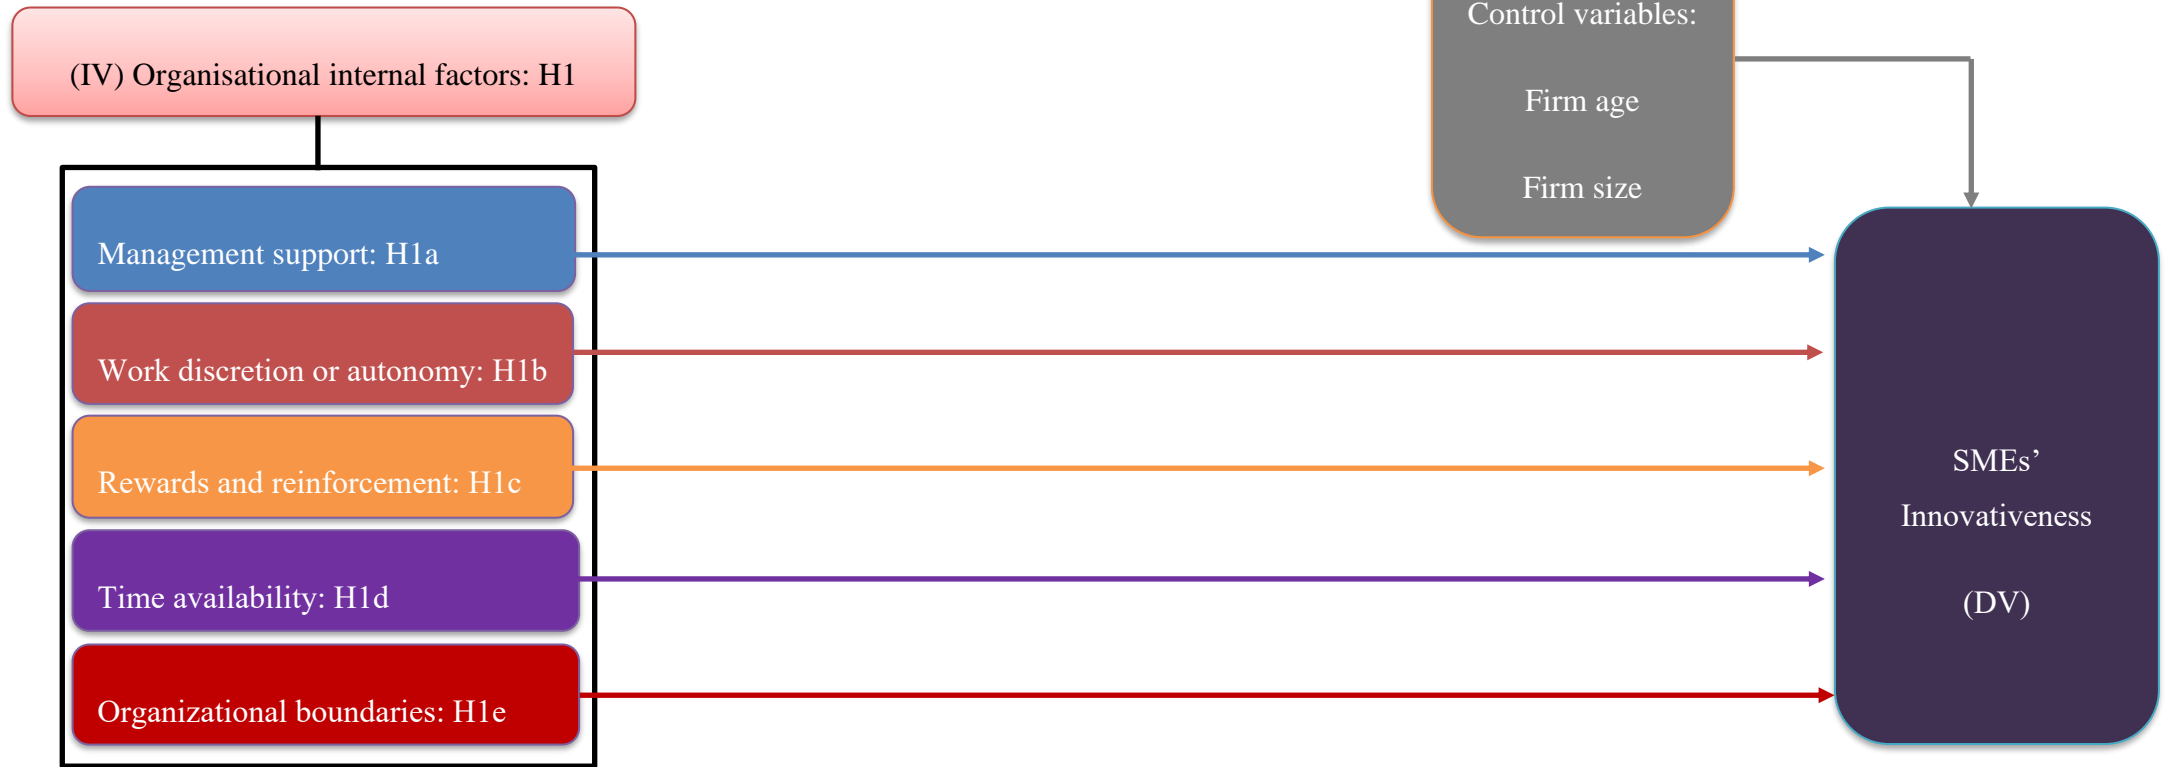 (IV) Organisational internal factors: H1
Control variables:
Firm age
Firm size
Management support: H1a
Work discretion or autonomy: H1b
Rewards and reinforcement: H1c
Time availability: H1d
Organizational boundaries: H1e
SMEs’
Innovativeness
(DV)